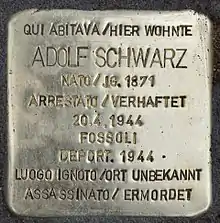 QUI ABITAVA/HIER WOHNTE
ADOLF SCHWARZ
NATO/JG. 1871
ARRESTATO/VERHAFTET
20.4.1944
FOSSOLI
DEPORT. 1944
LUOGO IGNOTO/ORT UNBEKANNT
ASSASSINATO/ERMORDET